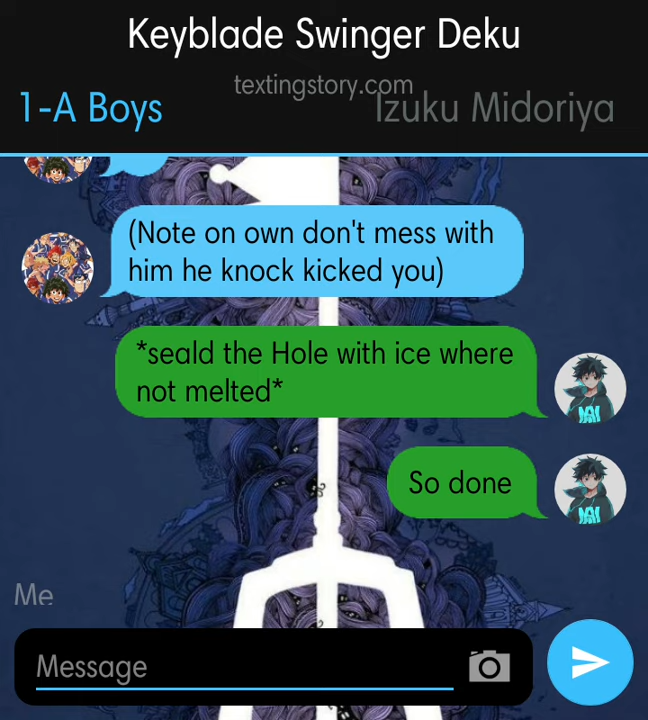 Keyblade Swinger Deku
textingstory.com
1-A Boys
Izuku Midoriya
(Note on own don't mess with
him he knock kicked you)
*seald the Hole with ice where
not melted*
So done
Me
Message